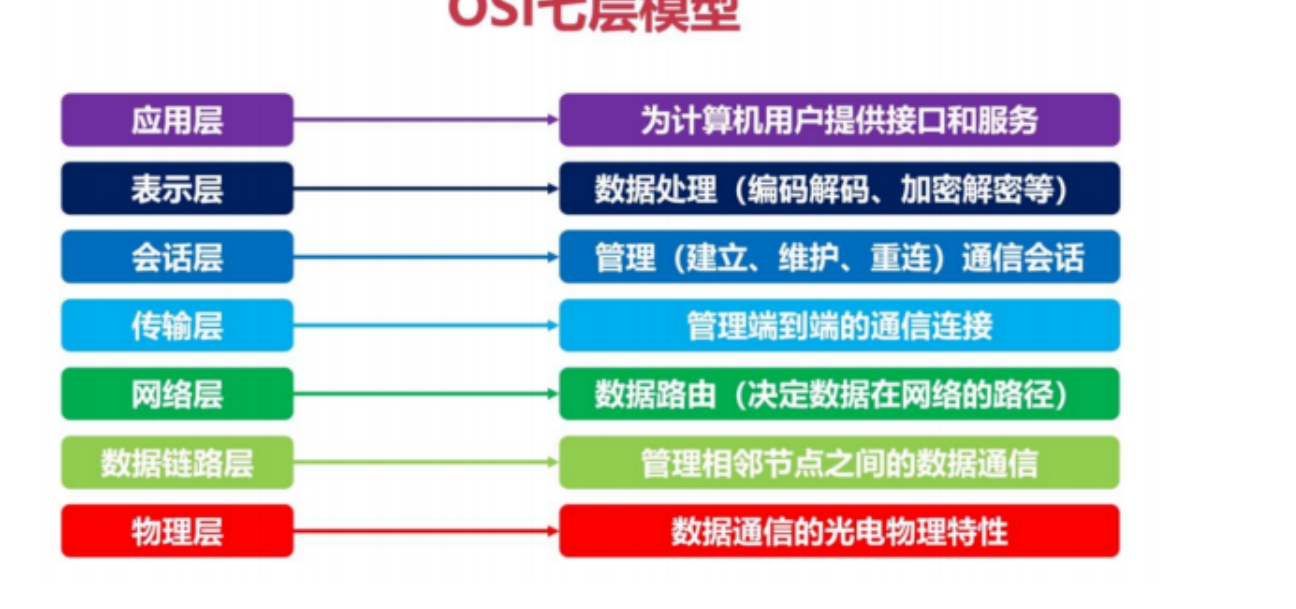 OSI七层模型
应用层
为计算机用户提供接口和服务
表示层
数据处理（编码解码、加密解密等）
会话层
管理（建立、维护、重连）通信会话
传输层
管理端到端的通信连接
网络层
数据路由（决定数据在网络的路径）
数据链路层
管理相邻节点之间的数据通信
物理层
数据通信的光电物理特性